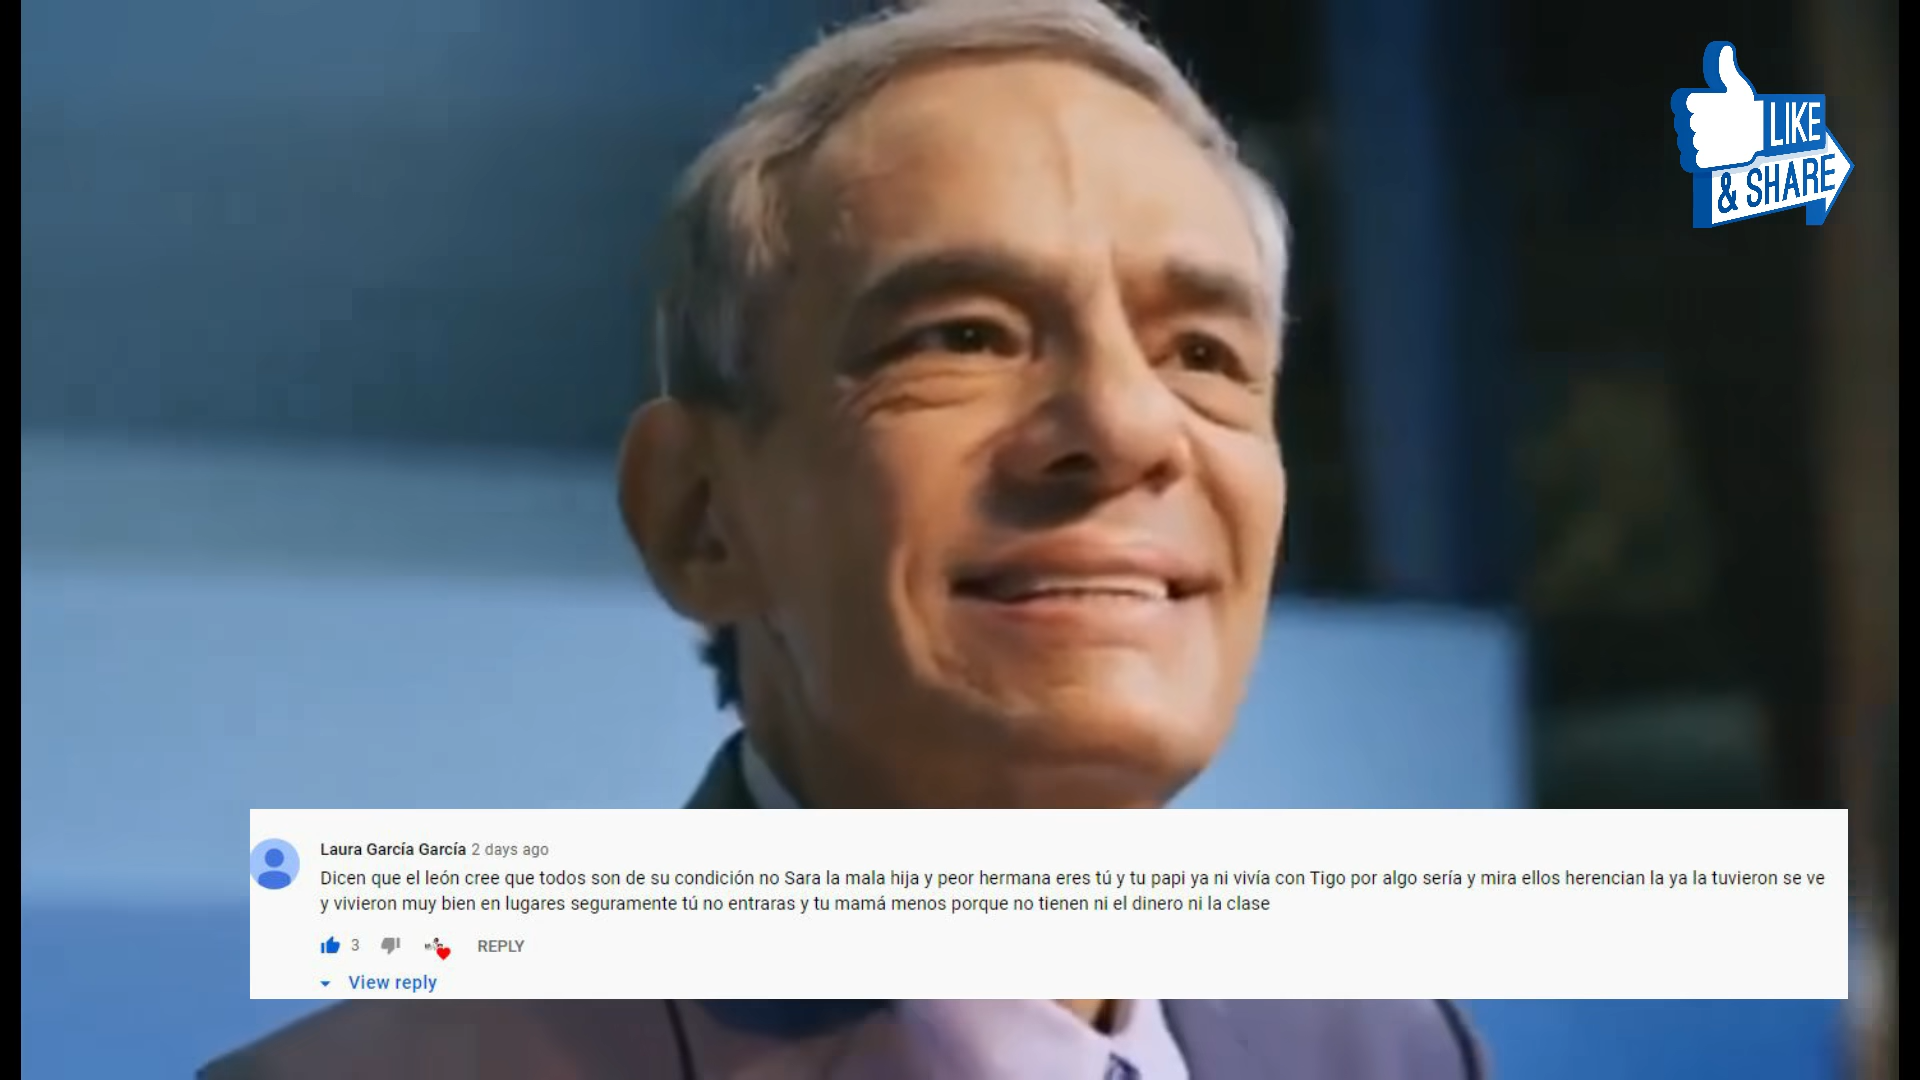 LIKE
& SHARE
Laura García García 2 days ago
Dicen que el león cree que todos son de su condición no Sara la mala hija y peor hermana eres tú y tu papi ya ni vivía con Tigo por algo sería y mira ellos herencian la ya la tuvieron se ve
y vivieron muy bien en lugares seguramente tú no entraras y tu mamá menos porque no tienen ni el dinero ni la clase
3 REPLY
View reply